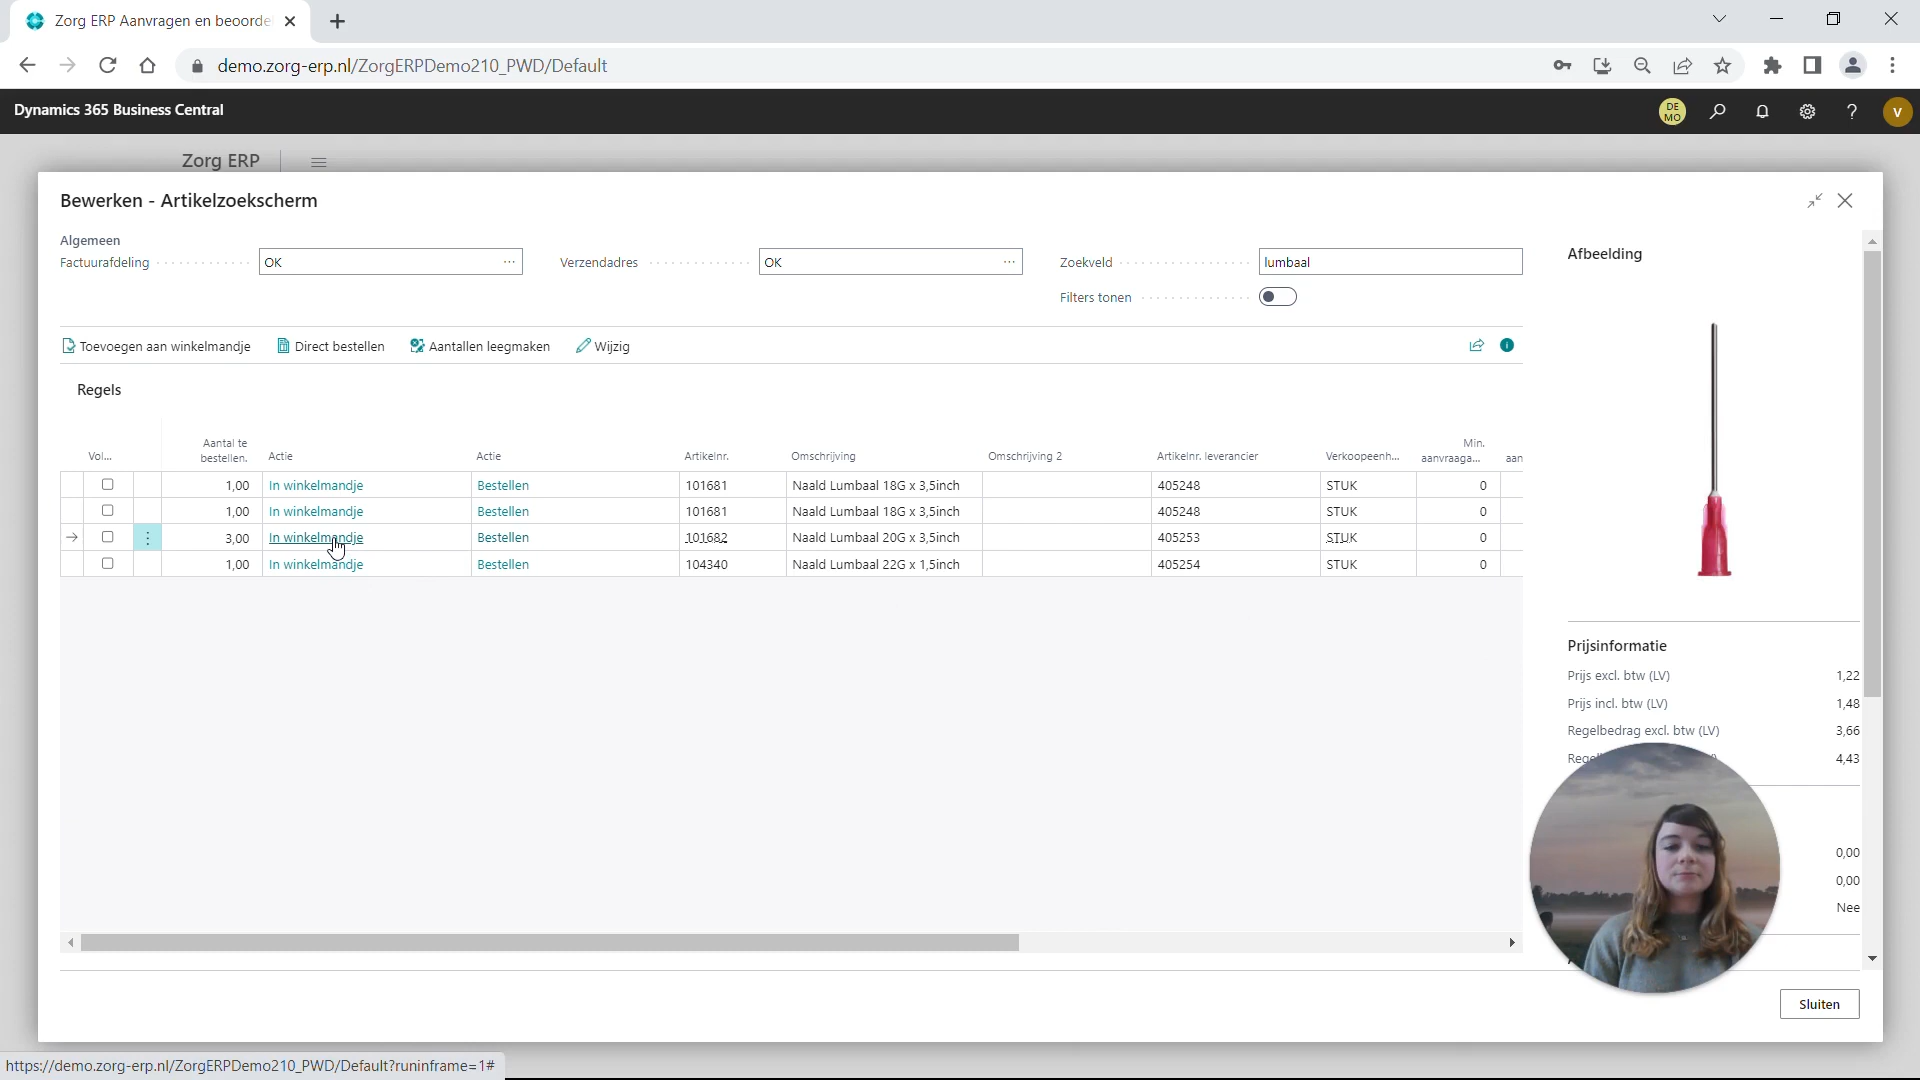 Zorg ERP Aanvragen en beoorde
demo.zorg-erp.nl/ZorgERPDemo210_PWD/Default
Dynamics 365 Business Central
DE MO
?
V
Zorg ERP
Bewerken - Artikelzoekscherm
Algemeen
Factuurafdeling OK ... Verzendadres OK ... Zoekveld lumbaal
Filters tonen
Afbeelding
Toevoegen aan winkelmandje Direct bestellen Aantallen leegmaken Wijzig
Regels
Vol... Aantal te bestellen. Actie Actie Artikelnr. Omschrijving Omschrijving 2 Artikelnr. leverancier Verkoopeenh... Min. aanvraaga... aan
1,00 In winkelmandje Bestellen 101681 Naald Lumbaal 18G x 3,5inch 405248 STUK 0
1,00 In winkelmandje Bestellen 101681 Naald Lumbaal 18G x 3,5inch 405248 STUK 0
3,00 In winkelmandje Bestellen 101682 Naald Lumbaal 20G x 3,5inch 405253 STUK 0
1,00 In winkelmandje Bestellen 104340 Naald Lumbaal 22G x 1,5inch 405254 STUK 0
Prijsinformatie
Prijs excl. btw (LV) 1,22
Prijs incl. btw (LV) 1,48
Regelbedrag excl. btw (LV) 3,66
4,43
0,00
0,00
Nee
Sluiten
https://demo.zorg-erp.nl/ZorgERPDemo210_PWD/Default?runinframe=1#